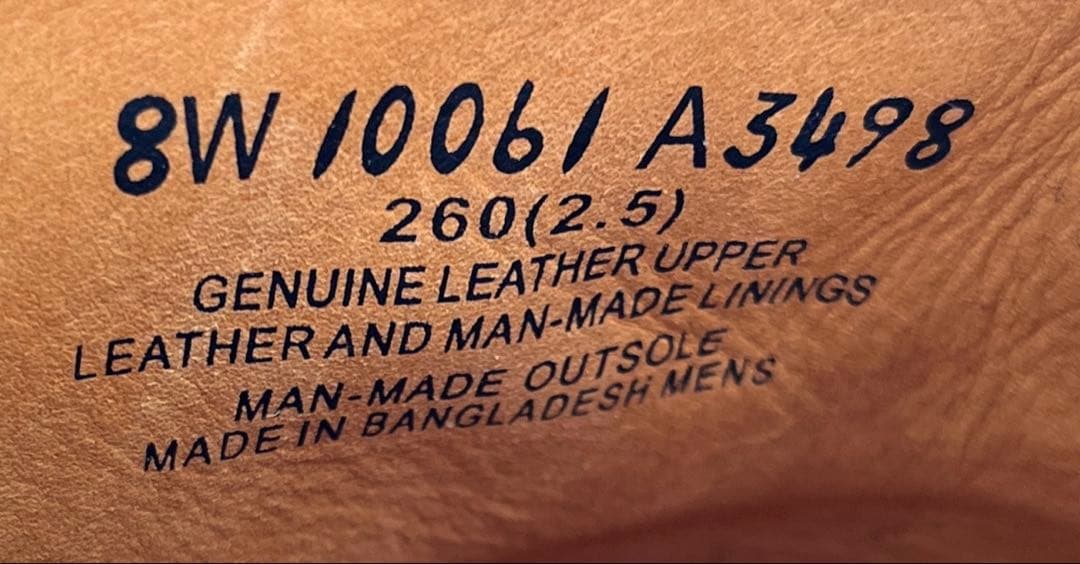 8W 10061 A3498
260(2.5)
GENUINE LEATHER UPPER
LEATHER AND MAN-MADE LININGS
MAN-MADE OUTSOLE
MADE IN BANGLADESH MENS